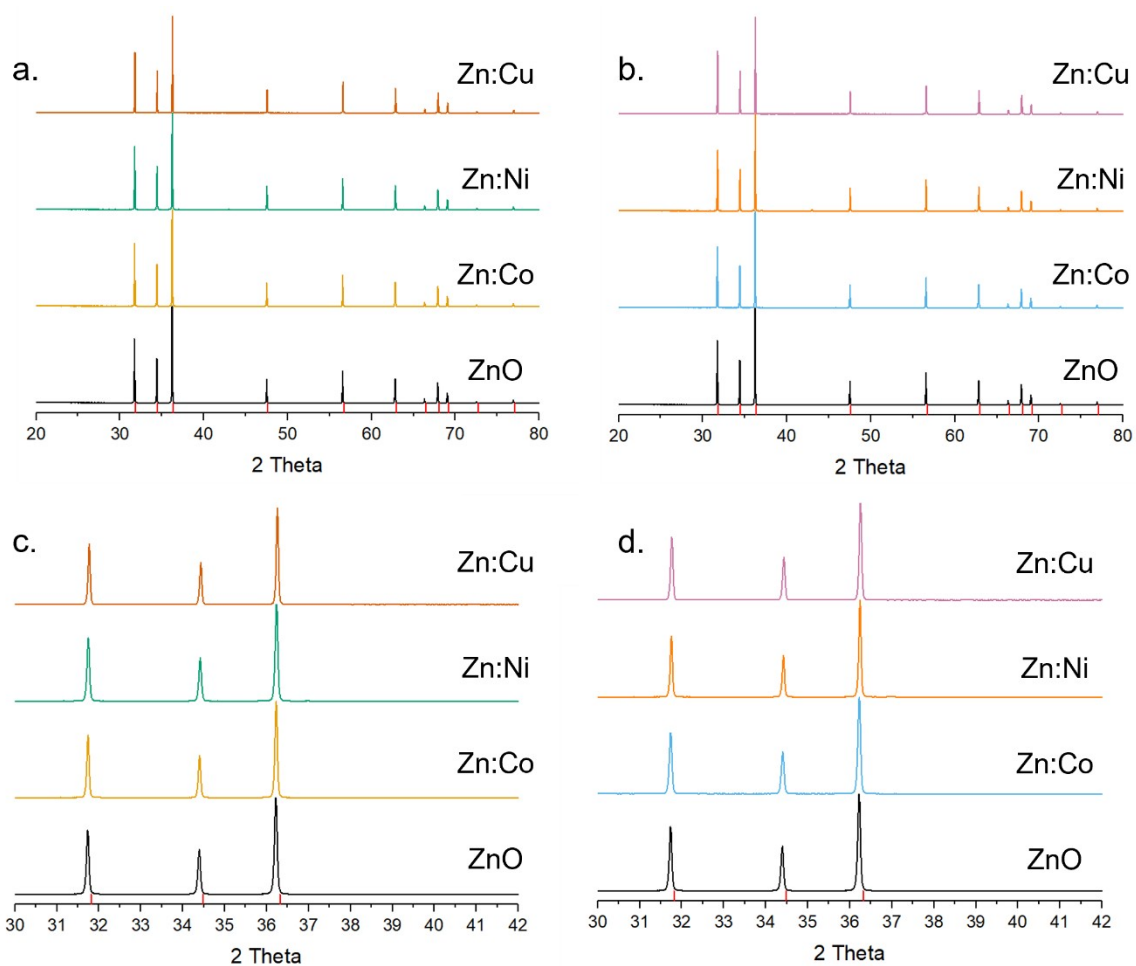 a.
Zn:Cu
Zn:Ni
Zn:Co
ZnO
20 30 40 50 60 70 80
2 Theta
b.
Zn:Cu
Zn:Ni
Zn:Co
ZnO
20 30 40 50 60 70 80
2 Theta
c.
Zn:Cu
Zn:Ni
Zn:Co
ZnO
30 31 32 33 34 35 36 37 38 39 40 41 42
2 Theta
d.
Zn:Cu
Zn:Ni
Zn:Co
ZnO
30 31 32 33 34 35 36 37 38 39 40 41 42
2 Theta